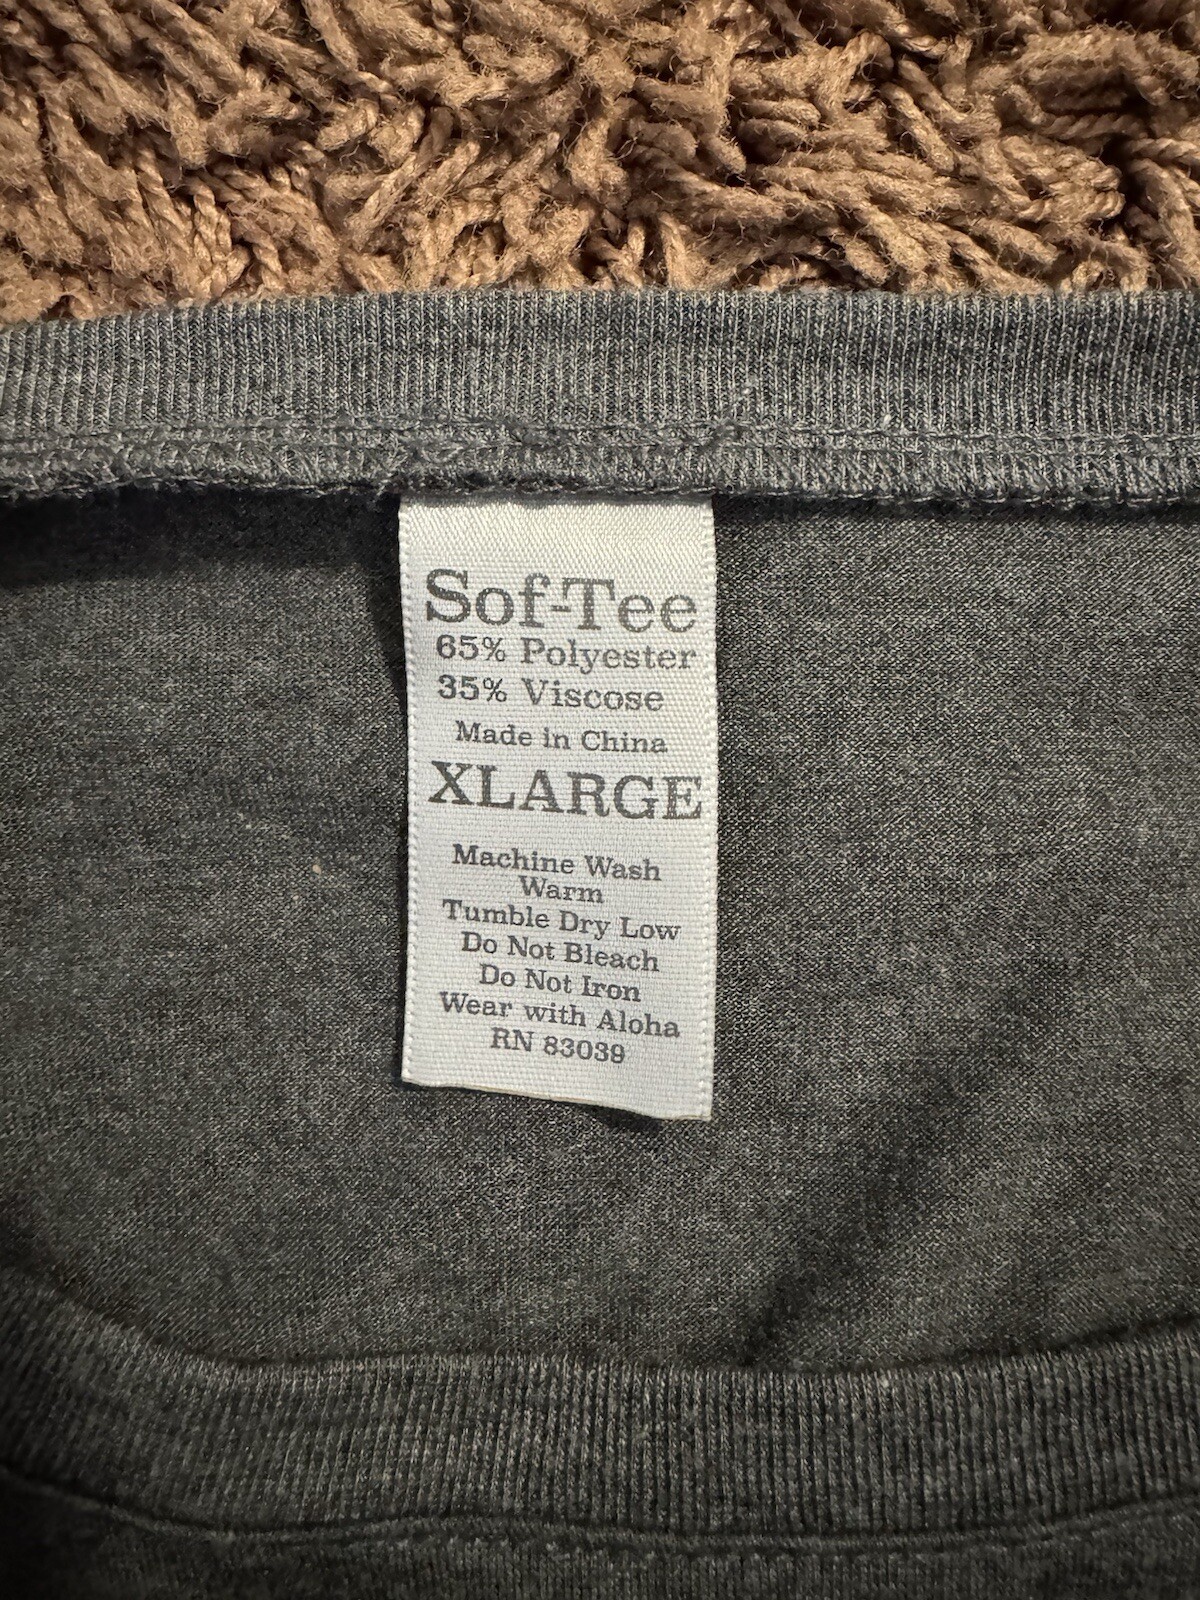 Sof-Tee
65% Polyester
35% Viscose
Made in China
XLARGE
Machine Wash
Warm
Tumble Dry Low
Do Not Bleach
Do Not Iron
Wear with Aloha
RN 83039